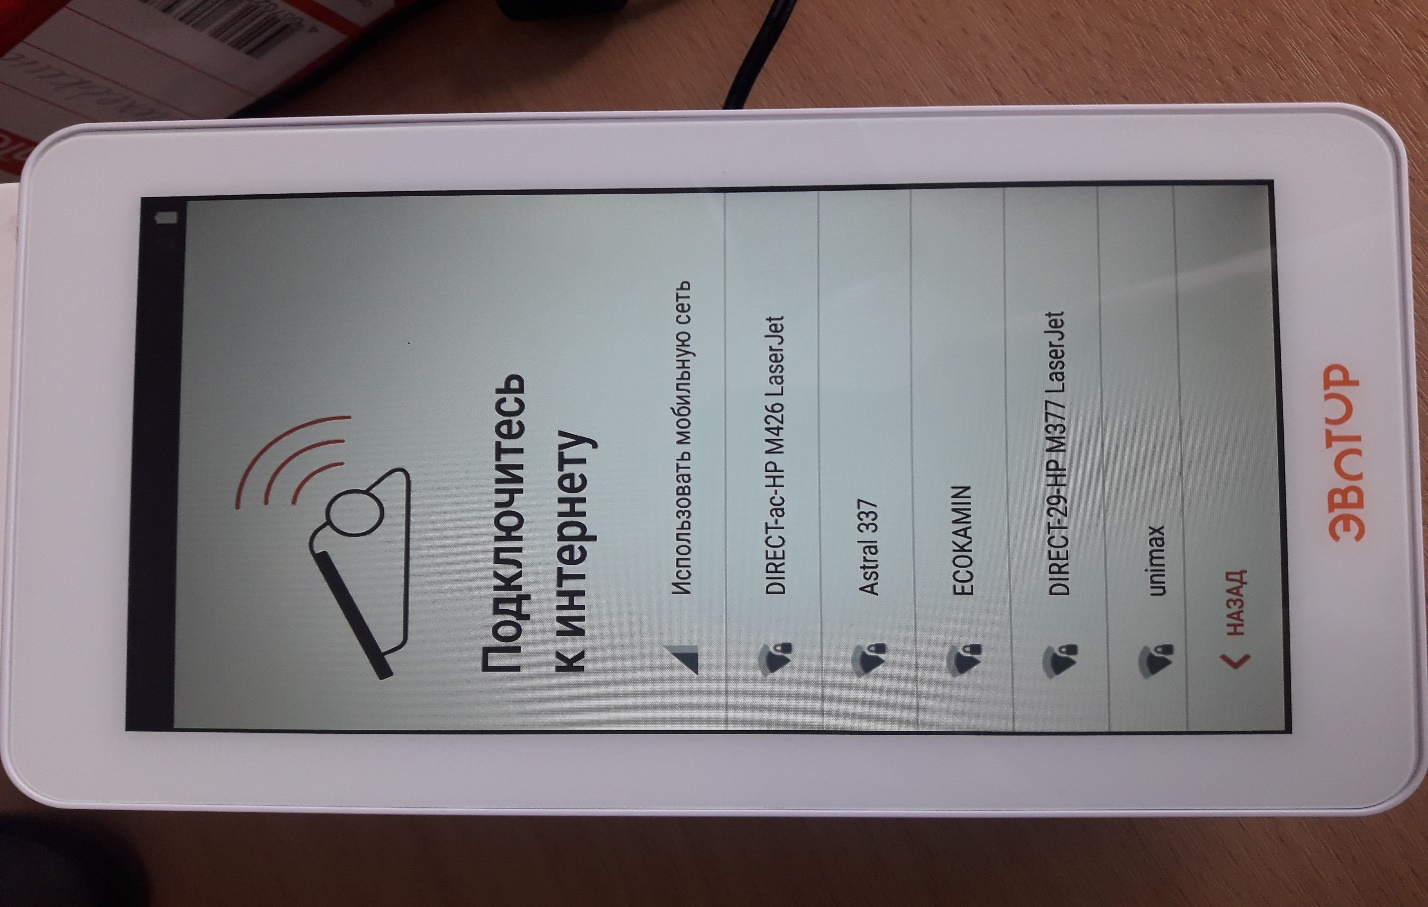 Подключитесь
к интернету
Использовать мобильную сеть
DIRECT-ac-HP M426 LaserJet
Astral 337
ECOKAMIN
DIRECT-29-HP M377 LaserJet
unimax
НАЗАД
ЭВОТОР